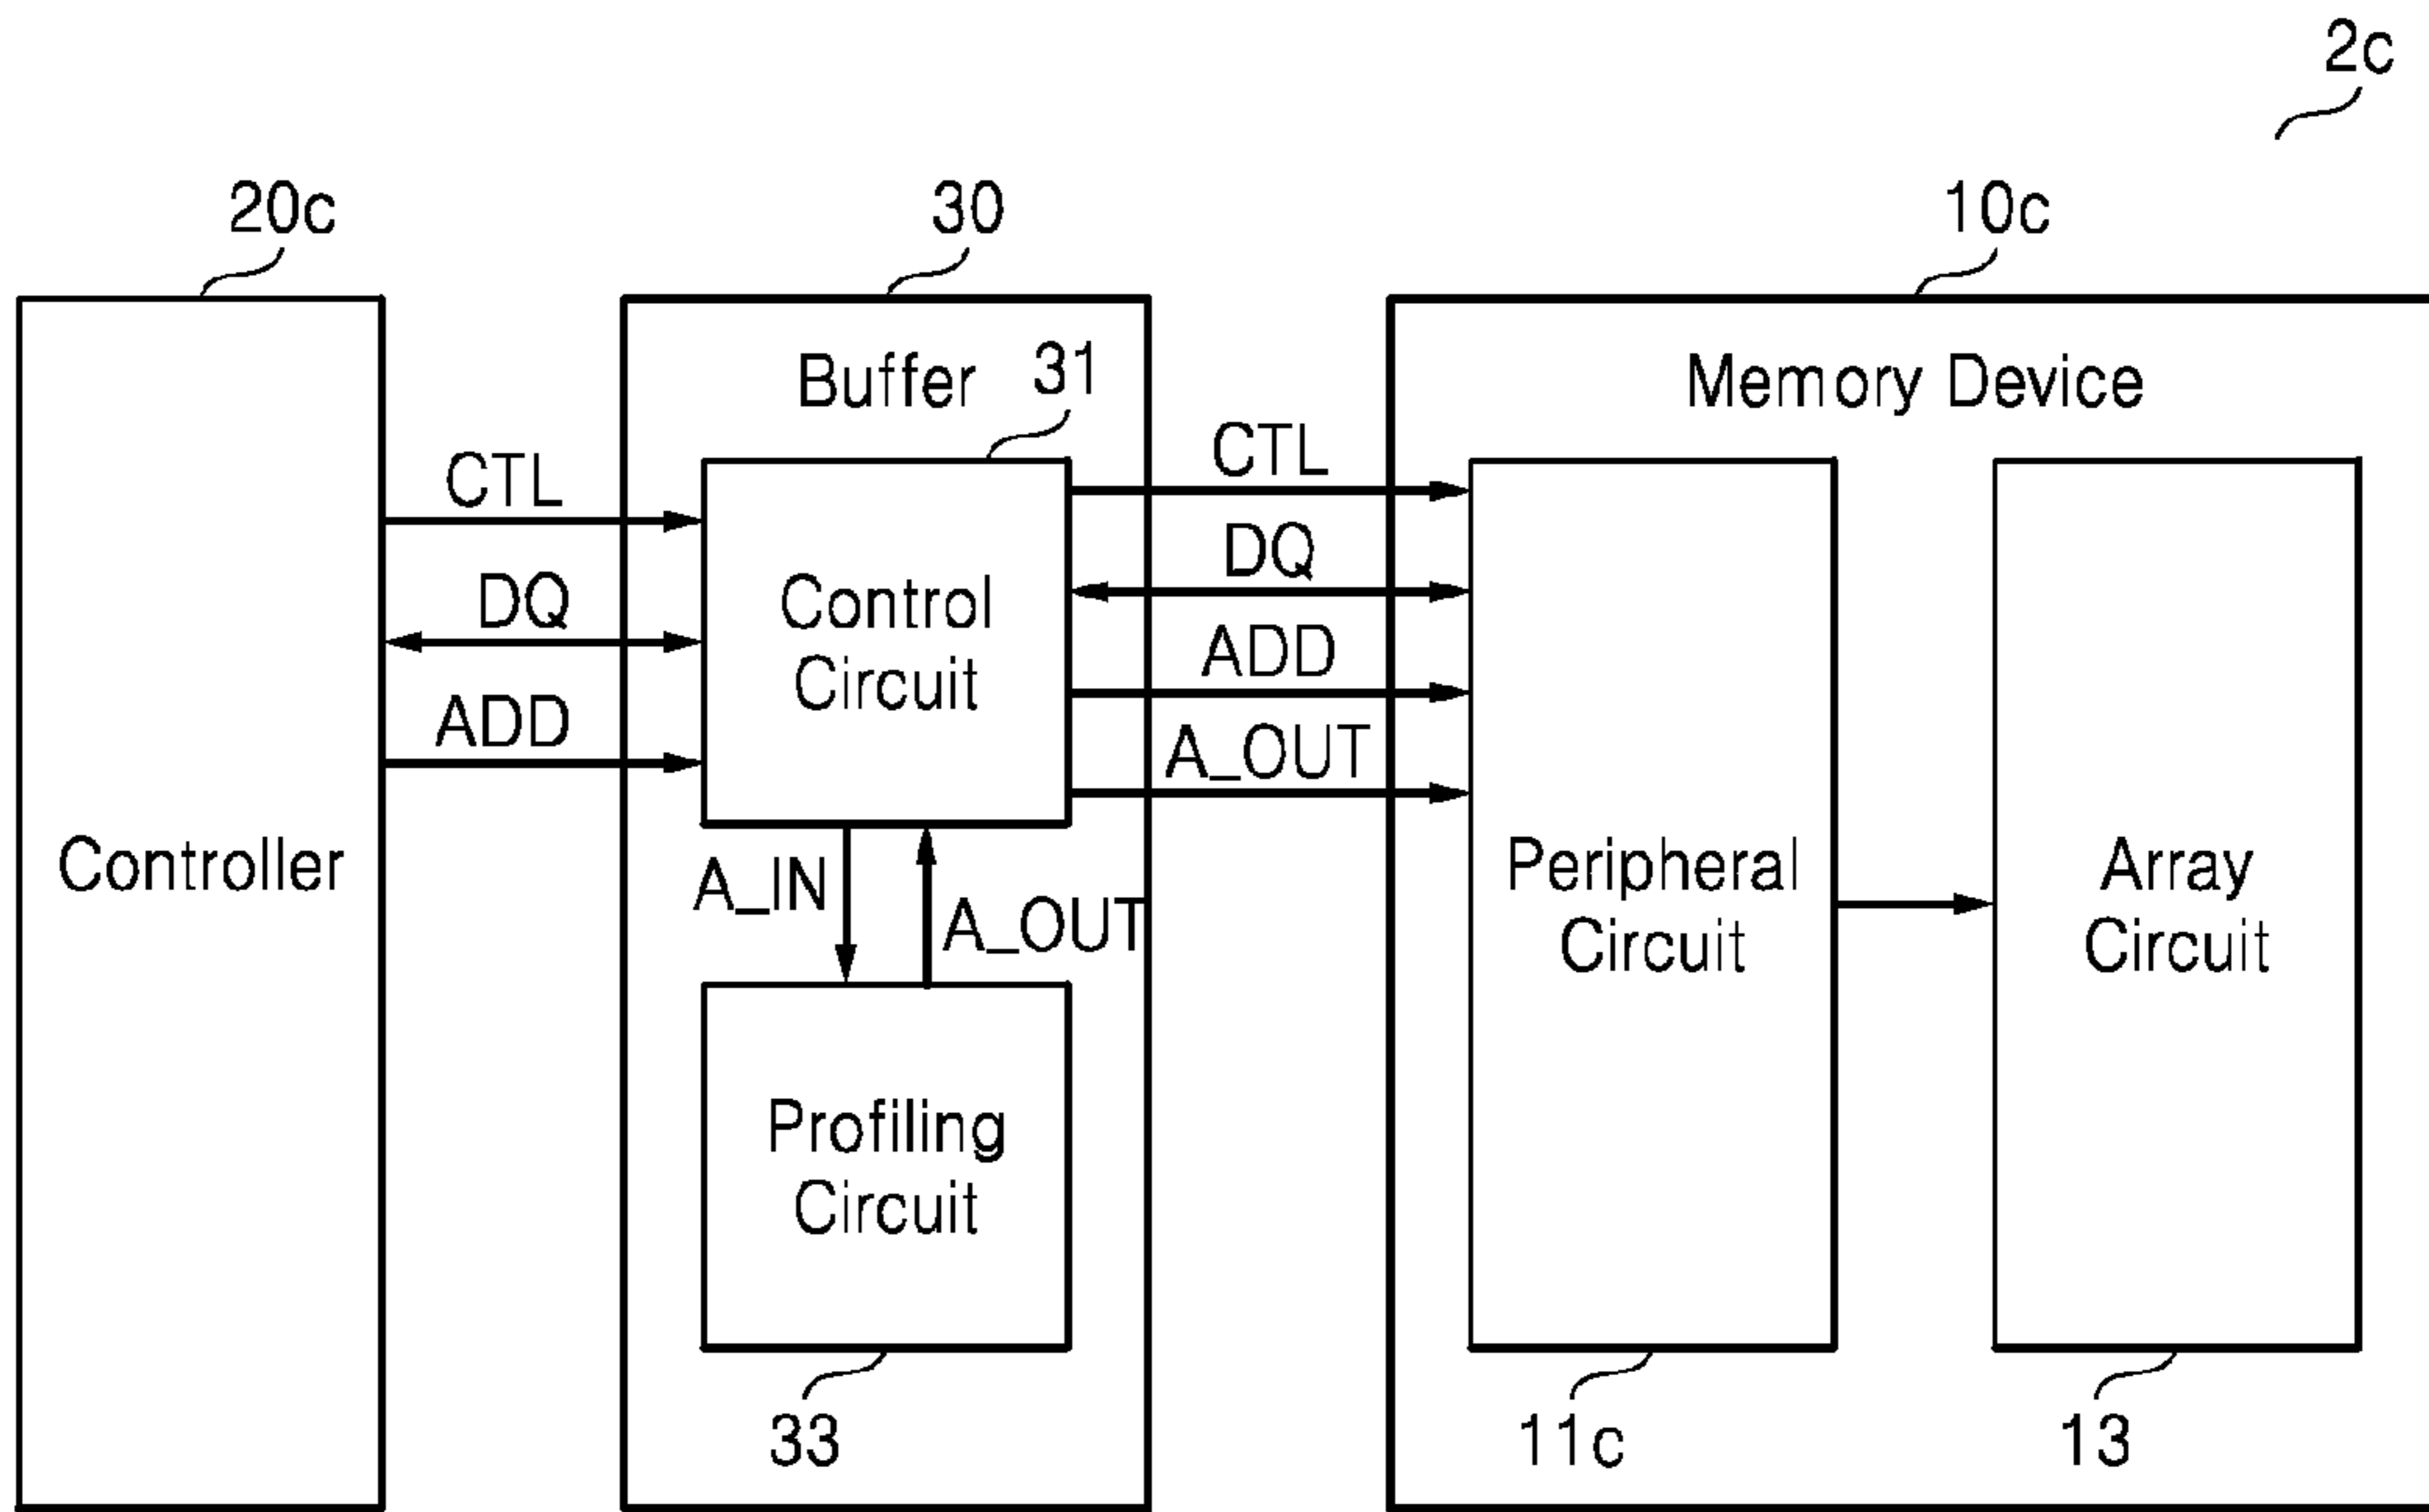 2c
20c
30
10c
Buffer
31
Memory Device
CTL
CTL
DQ
DQ
Control
Circuit
ADD
ADD
A_OUT
Controller
A_IN
A_OUT
Peripheral
Circuit
Array
Circuit
Profiling
Circuit
33
11c
13